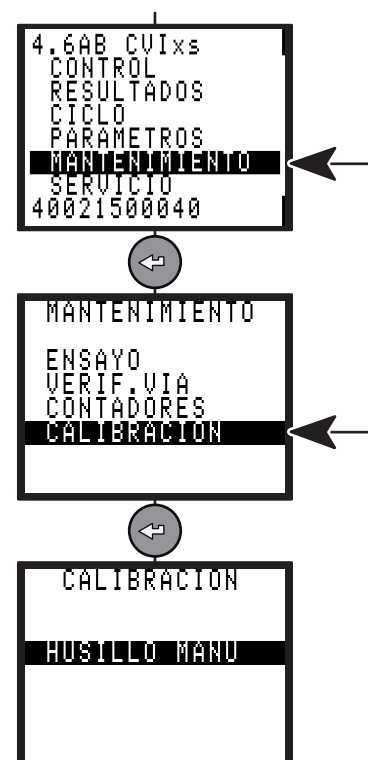 4.6AB CVIxs
CONTROL
RESULTADOS
CICLO
PARAMETROS
MANTENIMIENTO
SERVICIO
40021500040
MANTENIMIENTO
ENSAYO
VERIF.VIA
CONTADORES
CALIBRACION
CALIBRACION
HUSILLO MANU